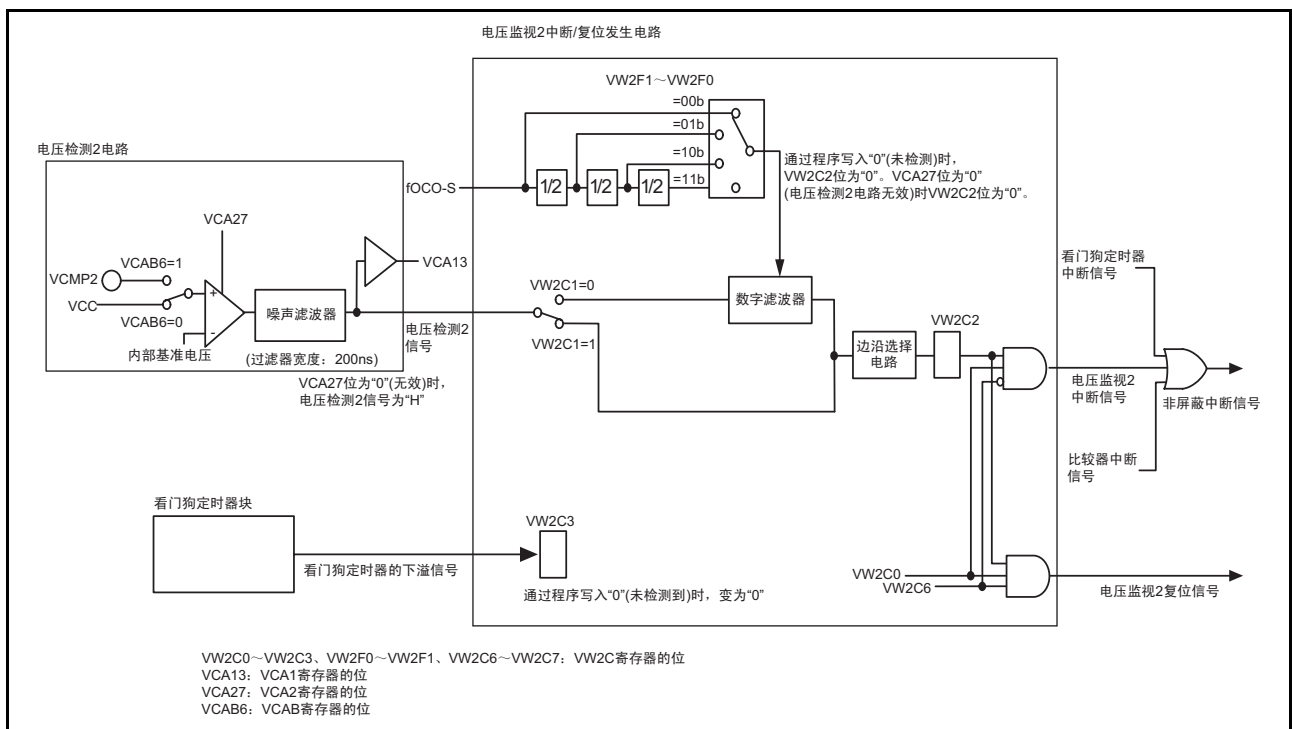 电压监视2中断/复位发生电路
VW2F1～VW2F0
=00b
=01b
=10b
=11b
fOCO-S
1/2
1/2
1/2
通过程序写入“0”(未检测)时，
VW2C2位为“0”。VCA27位为“0”
(电压检测2电路无效)时VW2C2位为“0”。
电压检测2电路
VCA27
VCAB6=1
VCMP2
VCC
VCAB6=0
+
-
内部基准电压
噪声滤波器
(过滤器宽度：200ns)
VCA13
电压检测2
信号
VCA27位为“0”(无效)时，
电压检测2信号为“H”
VW2C1=0
VW2C1=1
数字滤波器
边沿选择
电路
VW2C2
看门狗定时器
中断信号
电压监视2
中断信号
非屏蔽中断信号
比较器中断
信号
看门狗定时器块
看门狗定时器的下溢信号
VW2C3
通过程序写入“0”(未检测到)时，变为“0”
VW2C0
VW2C6
电压监视2复位信号
VW2C0～VW2C3、VW2F0～VW2F1、VW2C6～VW2C7：VW2C寄存器的位
VCA13：VCA1寄存器的位
VCA27：VCA2寄存器的位
VCAB6：VCAB寄存器的位